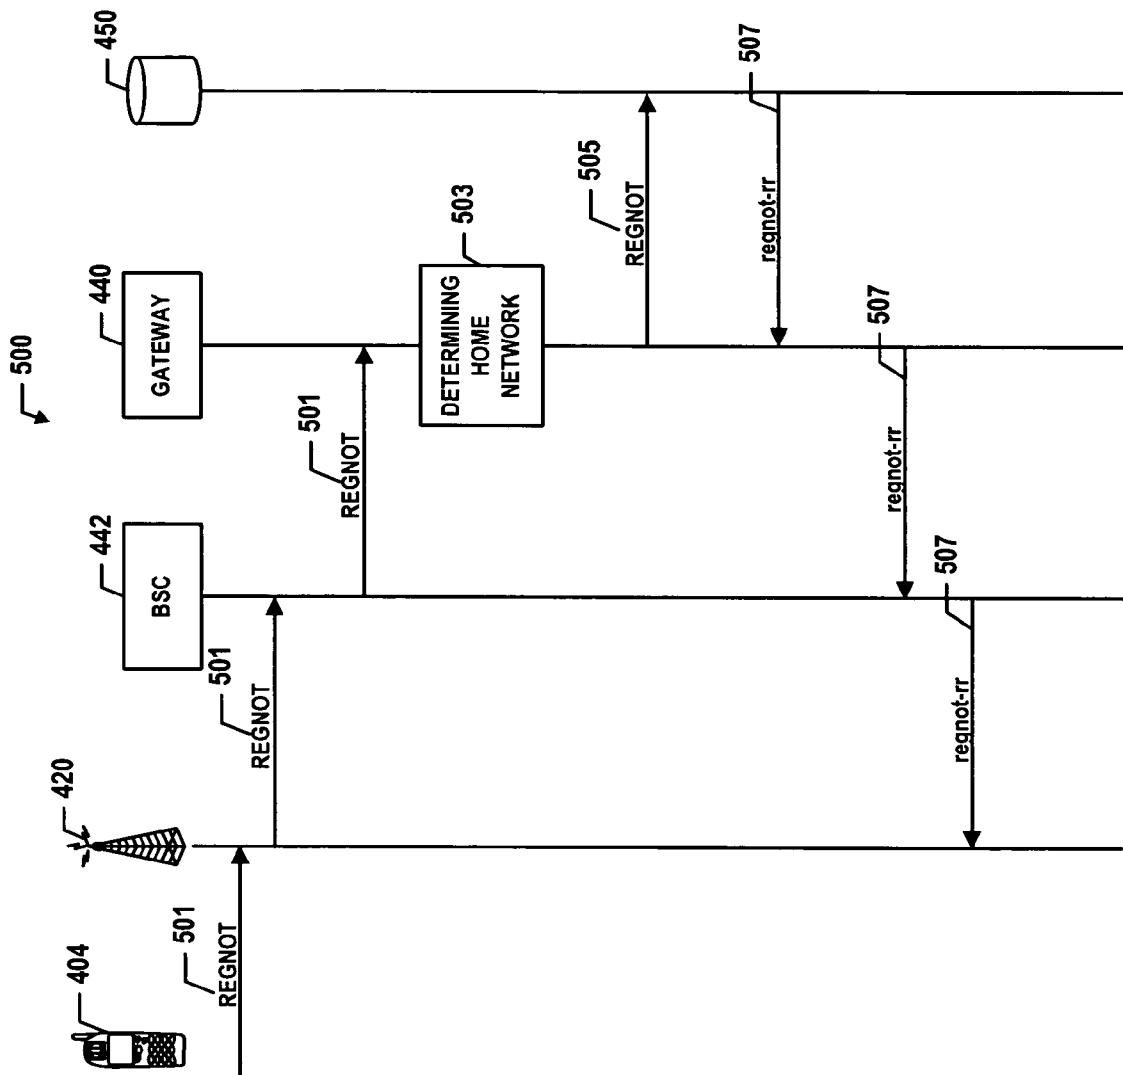 500
404
420
442
BSC
440
GATEWAY
450
501
REGNOT
501
REGNOT
501
REGNOT
503
DETERMINING
HOME
NETWORK
505
REGNOT
507
regnot-rr
507
regnot-rr
507
regnot-rr